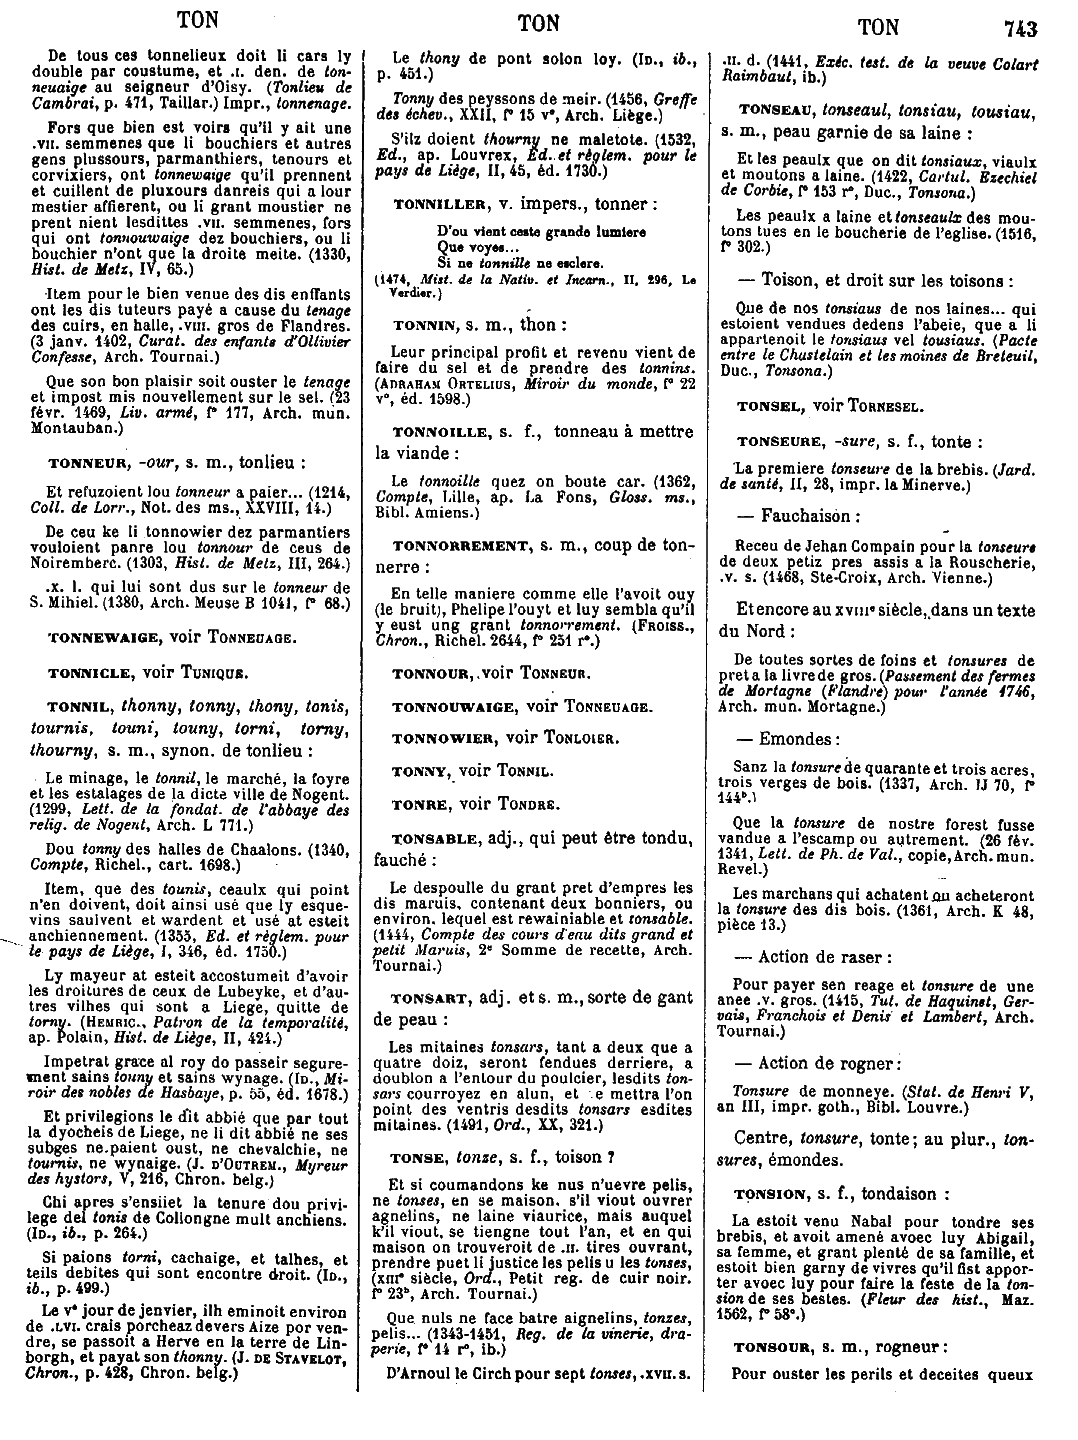 TON
De tous ces tonnelieux doit li cars ly
double par coustume, et .I. den. de ton-
neuaige au seigneur d'Oisy. (Tonlieu de
Cambrai, p. 471, Taillar.) Impr., tonnenage.
Fors que bien est voirs qu'il y ait une
.VII. semmenes que li bouchiers et autres
gens plussours, parmanthiers, tenours et
corvixiers, ont tonnewaige qu'il prennent
et cuillent de pluxours danreis qui a lour
mestier affierent, ou li grant moustier ne
prent nient lesdittes .VII. semmenes, fors
qui ont tonnouwaige dez bouchiers, ou li
bouchier n'ont que la droite meite. (1330,
Hist. de Metz, IV, 65.)
Item pour le bien venue des dis enffants
ont les dis tuteurs payé a cause du tenage
des cuirs, en halle, .VIII. gros de Flandres.
(3 janv. 1402, Curat. des enfants d'Ollivier
Confesse, Arch. Tournai.)
Que son bon plaisir soit ouster le tenage
et impost mis nouvellement sur le sel. (23
févr. 1469, Liv. armé, f° 177, Arch. mun.
Montauban.)
TONNEUR, -our, s. m., tonlieu :
Et refuzoient lou tonneur a paier... (1214,
Coll. de Lorr., Not. des ms., XXVIII, 14.)
De ceu ke li tonnowier dez parmantiers
vouloient panre lou tonnour de ceus de
Noiremberc. (1303, Hist. de Metz, III, 264.)
.X. l. qui lui sont dus sur le tonneur de
S. Mihiel. (1380, Arch. Meuse B 1041, f° 68.)
TONNEWAIGE, voir TONNEUAGE.
TONNICLE, voir TUNIQUE.
TONNIL, thonny, tonny, thony, tonis,
tournis, touni, touny, torni, torny,
thourny, s. m., synon. de tonlieu :
Le minage, le tonnil, le marché, la foyre
et les estalages de la dicte ville de Nogent.
(1299, Lett. de la fondat. de l'abbaye des
relig. de Nogent, Arch. L 771.)
Dou tonny des halles de Chaalons. (1340,
Compte, Richel., cart. 1698.)
Item, que des tounis, ceaulx qui point
n'en doivent, doit ainsi usé que ly esque-
vins saulvent et wardent et usé at esteit
anchiennement. (1355, Ed. et règlem. pour
le pays de Liège, I, 346, éd. 1750.)
Ly mayeur at esteit accostumeit d'avoir
les droitures de ceux de Lubeyke, et d'au-
tres vilhes qui sont a Liege, quitte de
torny. (HEMRIC., Patron de la temporalité,
ap. Polain, Hist. de Liège, II, 424.)
Impetrat grace al roy do passeir segure-
ment sains touny et sains wynage. (ID., Mi-
roir des nobles de Hasbaye, p. 55, éd. 1678.)
Et privilegions le dit abbié que par tout
la dyocheis de Liege, ne li dit abbié ne ses
subges ne paient oust, ne chevalchie, ne
tournis, ne wynaige. (J. D'OUTREM., Myreur
des hystors, V, 216, Chron. belg.)
Chi apres s'ensiiet la tenure dou privi-
lege del tonis de Collongne mult anchiens.
(ID., ib., p. 264.)
Si paions torni, cachaige, et talhes, et
teils debites qui sont encontre droit. (ID.,
ib., p. 499.)
Le V° jour de jenvier, ilh eminoit environ
de .LVI. crais porcheaz devers Aize por ven-
dre, se passoit a Herve en la terre de Lin-
borgh, et payat son thonny. (J. DE STAVELOT,
Chron., p. 428, Chron. belg.)
TON
Le thony de pont solon loy. (ID., ib.,
p. 451.)
Tonny des peyssons de meir. (1456, Greffe
des échev., XXII, f° 15 v°, Arch. Liège.)
S'ilz doient thourny ne maletote. (1532,
Ed., ap. Louvrex, Ed. et règlem. pour le
pays de Liège, II, 45, éd. 1730.)
TONNILLER, v. impers., tonner :
D'ou vient ceste grande lumiere
Que voyes...
Si ne tonnille ne esclere.
(1474, Mist. de la Nativ. et Incarn., II, 296, Le
Verdier.)
TONNIN, s. m., thon :
Leur principal profit et revenu vient de
faire du sel et de prendre des tonnins.
(ABRAHAM ORTELIUS, Miroir du monde, f° 22
v°, éd. 1598.)
TONNOILLE, s. f., tonneau à mettre
la viande :
Le tonnoille quez on boute car. (1362,
Compte, Lille, ap. La Fons, Gloss. ms.,
Bibl. Amiens.)
TONNORREMENT, s. m., coup de ton-
nerre :
En telle maniere comme elle l'avoit ouy
(le bruit), Phelipe l'ouyt et luy sembla qu'il
y eust ung grant tonnorrement. (FROISS.,
Chron., Richel. 2644, f° 251 r°.)
TONNOUR, voir TONNEUR.
TONNOUWAIGE, voir TONNEUAGE.
TONNOWIER, voir TONLOIER.
TONNY, voir TONNIL.
TONRE, voir TONDRE.
TONSABLE, adj., qui peut être tondu,
fauché :
Le despoulle du grant pret d'empres les
dis maruis, contenant deux bonniers, ou
environ, lequel est rewainiable et tonsable.
(1444, Compte des cours d'eau dits grand et
petit Maruis, 2° Somme de recette, Arch.
Tournai.)
TONSART, adj. et s. m., sorte de gant
de peau :
Les mitaines tonsars, tant a deux que a
quatre doiz, seront fendues derriere, a
doublon a l'entour du poulcier, lesdits ton-
sars courroyez en alun, et se mettra l'on
point des ventris desdits tonsars esdites
mitaines. (1491, Ord., XX, 321.)
TONSE, tonze, s. f., toison ?
Et si coumandons ke nus n'uevre pelis,
ne tonses, en se maison. s'il viout ouvrer
agnelins, ne laine viaurice, mais auquel
k'il viout, se tiengne tout l'an, et en qui
maison on trouveroit de .II. tires ouvrant,
prendre puet li justice les pelis u les tonses,
(XIII° siècle, Ord., Petit reg. de cuir noir.
f° 23ᵇ, Arch. Tournai.)
Que nuls ne face batre agnelins, tonzes,
pelis... (1343-1451, Reg. de la vinerie, dra-
perie, f° 14 r°, ib.)
D'Arnoul le Circh pour sept tonses, .XVII. s.
TON 743
.II. d. (1441, Exéc. test. de la veuve Colart
Raimbaut, ib.)
TONSEAU, tonseaul, tonsiau, tousiau,
s. m., peau garnie de sa laine :
Et les peaulx que on dit tonsiaux, viaulx
et moutons a laine. (1422, Cartul. Ezechiel
de Corbie, f° 153 r°, Duc., Tonsona.)
Les peaulx a laine et tonseaulx des mou-
tons tues en le boucherie de l'eglise. (1516,
f° 302.)
— Toison, et droit sur les toisons :
Que de nos tonsiaus de nos laines... qui
estoient vendues dedens l'abeie, que a li
appartenoit le tonsiaus vel tousiaus. (Pacte
entre le Chastelain et les moines de Breteuil,
Duc., Tonsona.)
TONSEL, voir TORNESEL.
TONSEURE, -sure, s. f., tonte :
La premiere tonseure de la brebis. (Jard.
de santé, II, 28, impr. la Minerve.)
— Fauchaison :
Receu de Jehan Compain pour la tonseure
de deux petiz pres assis a la Rouscherie,
.V. s. (1468, Ste-Croix, Arch. Vienne.)
Et encore au XVIII° siècle, dans un texte
du Nord :
De toutes sortes de foins et tonsures de
pret a la livre de gros. (Passement des fermes
de Mortagne (Flandre) pour l'année 1746,
Arch. mun. Mortagne.)
— Emondes :
Sanz la tonsure de quarante et trois acres,
trois verges de bois. (1337, Arch. JJ 70, f°
144ᵇ.)
Que la tonsure de nostre forest fusse
vandue a l'escamp ou autrement. (26 fév.
1341, Lett. de Ph. de Val., copie, Arch. mun.
Revel.)
Les marchans qui achatent ou acheteront
la tonsure des dis bois. (1361, Arch. K 48,
pièce 13.)
— Action de raser :
Pour payer sen reage et tonsure de une
anee .V. gros. (1415, Tut. de Haquinet, Ger-
vais, Franchois et Denis et Lambert, Arch.
Tournai.)
— Action de rogner :
Tonsure de monneye. (Stat. de Henri V,
an III, impr. goth., Bibl. Louvre.)
Centre, tonsure, tonte ; au plur., ton-
sures, émondes.
TONSION, s. f., tondaison :
La estoit venu Nabal pour tondre ses
brebis, et avoit amené avoec luy Abigail,
sa femme, et grant plenté de sa famille, et
estoit bien garny de vivres qu'il fist appor-
ter avoec luy pour faire la feste de la ton-
sion de ses bestes. (Fleur des hist., Maz.
1562, f° 58°.)
TONSOUR, s. m., rogneur :
Pour ouster les perils et deceites queux